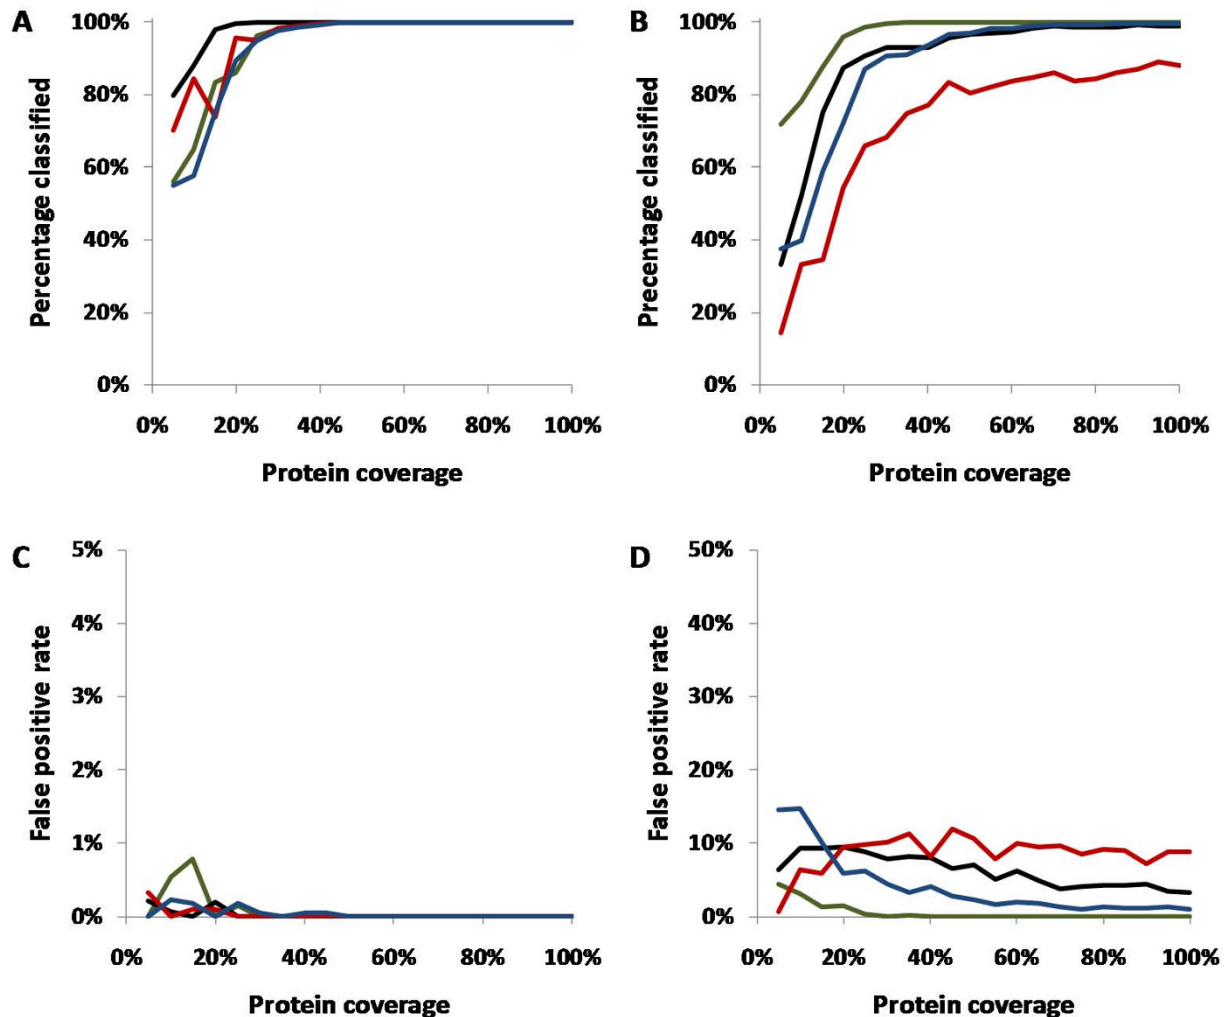 A
Percentage classified
100%
80%
60%
40%
20%
0%
0% 20% 40% 60% 80% 100%
Protein coverage
B
Precentage classified
100%
80%
60%
40%
20%
0%
0% 20% 40% 60% 80% 100%
Protein coverage
C
False positive rate
5%
4%
3%
2%
1%
0%
0% 20% 40% 60% 80% 100%
Protein coverage
D
False positive rate
50%
40%
30%
20%
10%
0%
0% 20% 40% 60% 80% 100%
Protein coverage